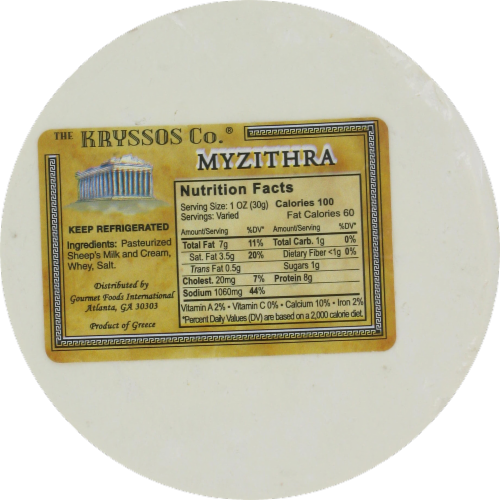 THE KRYSSOS Co.®
MYZITHRA
KEEP REFRIGERATED
Ingredients: Pasteurized
Sheep's Milk and Cream,
Whey, Salt.
Distributed by
Gourmet Foods International
Atlanta, GA 30303
Product of Greece
Nutrition Facts
Serving Size: 1 OZ (30g) Calories 100
Servings: Varied Fat Calories 60
Amount/Serving %DV* Amount/Serving %DV*
Total Fat 7g 11% Total Carb. 1g 0%
Sat. Fat 3.5g 20% Dietary Fiber <1g 0%
Trans Fat 0.5g Sugars 1g
Cholest. 20mg 7% Protein 8g
Sodium 1060mg 44%
Vitamin A 2% • Vitamin C 0% • Calcium 10% • Iron 2%
*Percent Daily Values (DV) are based on a 2,000 calorie diet.